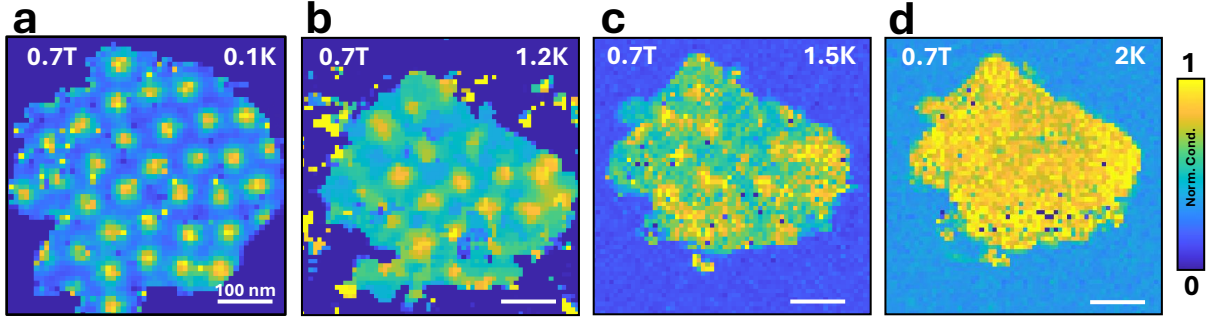 a
0.7T 0.1K
100 nm
b
0.7T 1.2K
c
0.7T 1.5K
d
0.7T 2K
1
Norm. Cond.
0